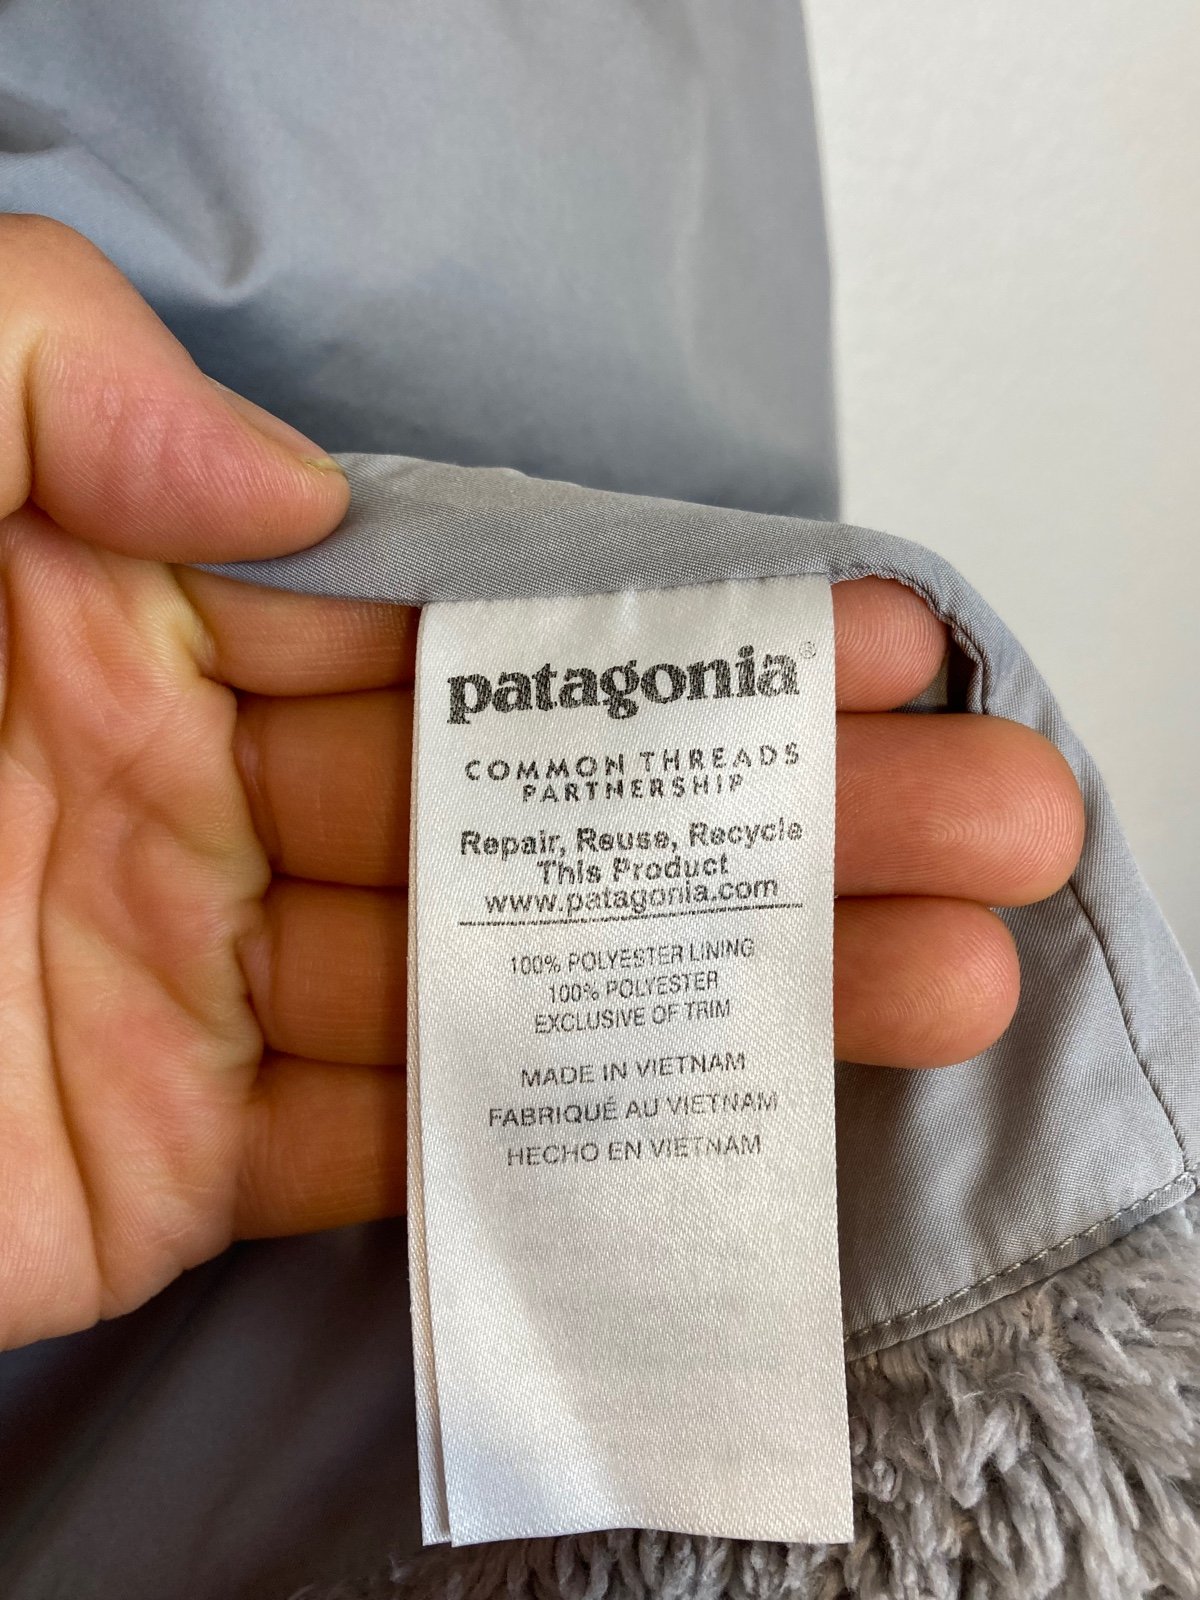 patagonia®
COMMON THREADS
PARTNERSHIP
Repair, Reuse, Recycle
This Product
www.patagonia.com
100% POLYESTER LINING
100% POLYESTER
EXCLUSIVE OF TRIM
MADE IN VIETNAM
FABRIQUÉ AU VIETNAM
HECHO EN VIETNAM